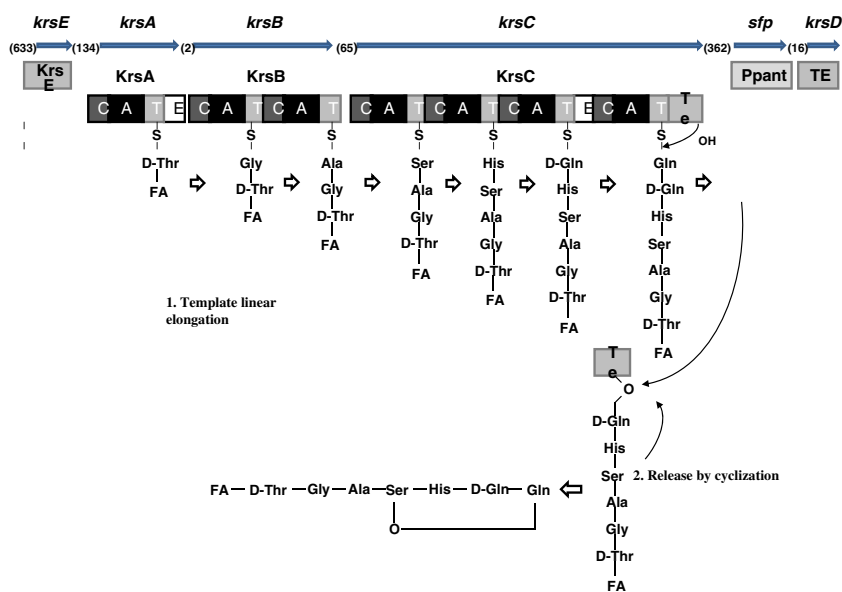 krsE krsA krsB krsC sfp krsD
(633) (134) (2) (65) (362) (16)
Krs
E
KrsA KrsB KrsC
Ppant TE
C A T E C A T C A T C A T C A T C A T E C A T T
e
S S S S S S S
OH
D-Thr
FA
Gly
D-Thr
FA
Ala
Gly
D-Thr
FA
Ser
Ala
Gly
D-Thr
FA
His
Ser
Ala
Gly
D-Thr
FA
D-Gln
His
Ser
Ala
Gly
D-Thr
FA
Gln
D-Gln
His
Ser
Ala
Gly
D-Thr
FA
1. Template linear
elongation
T
e
O
D-Gln
His
Ser
Ala
Gly
D-Thr
FA
2. Release by cyclization
FA D-Thr Gly Ala Ser His D-Gln Gln
O